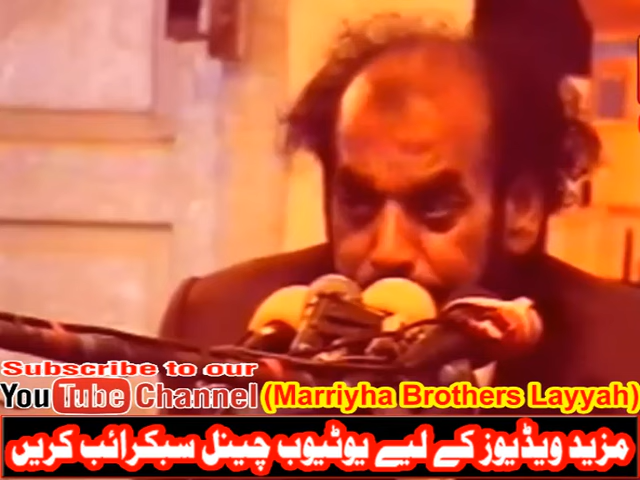 Subscribe to our
YouTube Channel (Marriyha Brothers Layyah)
مزید ویڈیوز کے لیے یوٹیوب چینل سبکرائب کریں